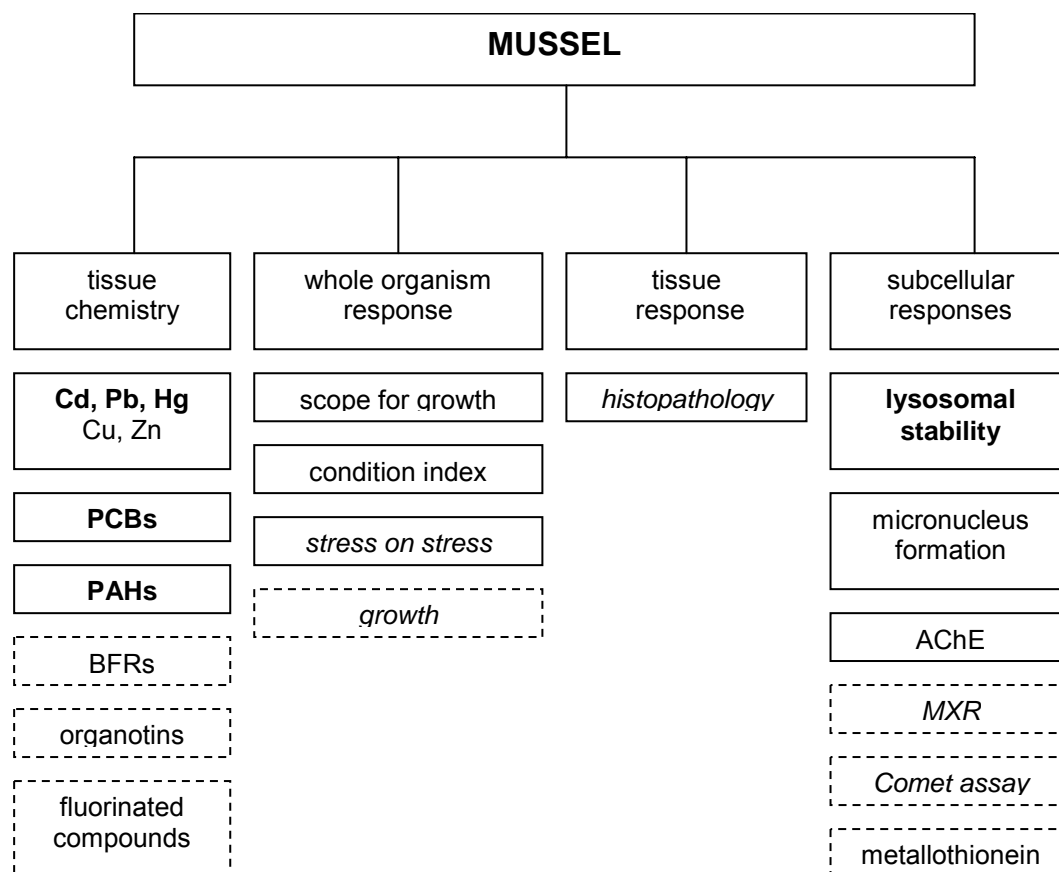 MUSSEL
tissue
chemistry
whole organism
response
tissue
response
subcellular
responses
Cd, Pb, Hg
Cu, Zn
PCBs
PAHs
BFRs
organotins
fluorinated
compounds
scope for growth
condition index
stress on stress
growth
histopathology
lysosomal
stability
micronucleus
formation
AChE
MXR
Comet assay
metallothionein